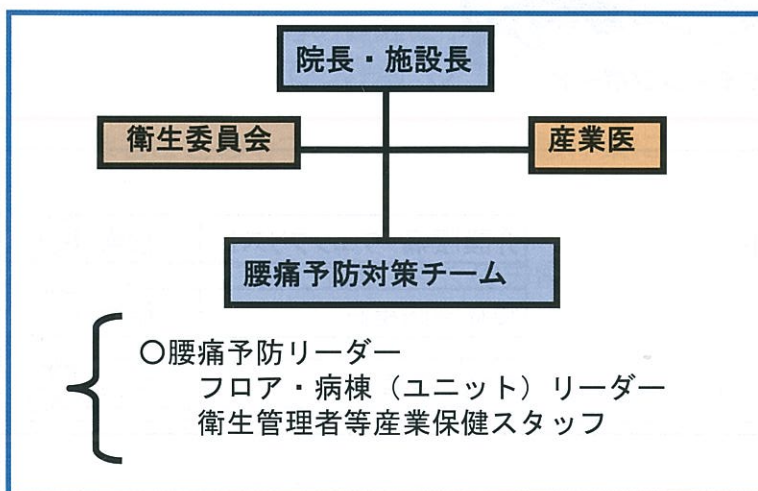 院長・施設長
衛生委員会
産業医
腰痛予防対策チーム
〇腰痛予防リーダー
フロア・病棟（ユニット）リーダー
衛生管理者等産業保健スタッフ